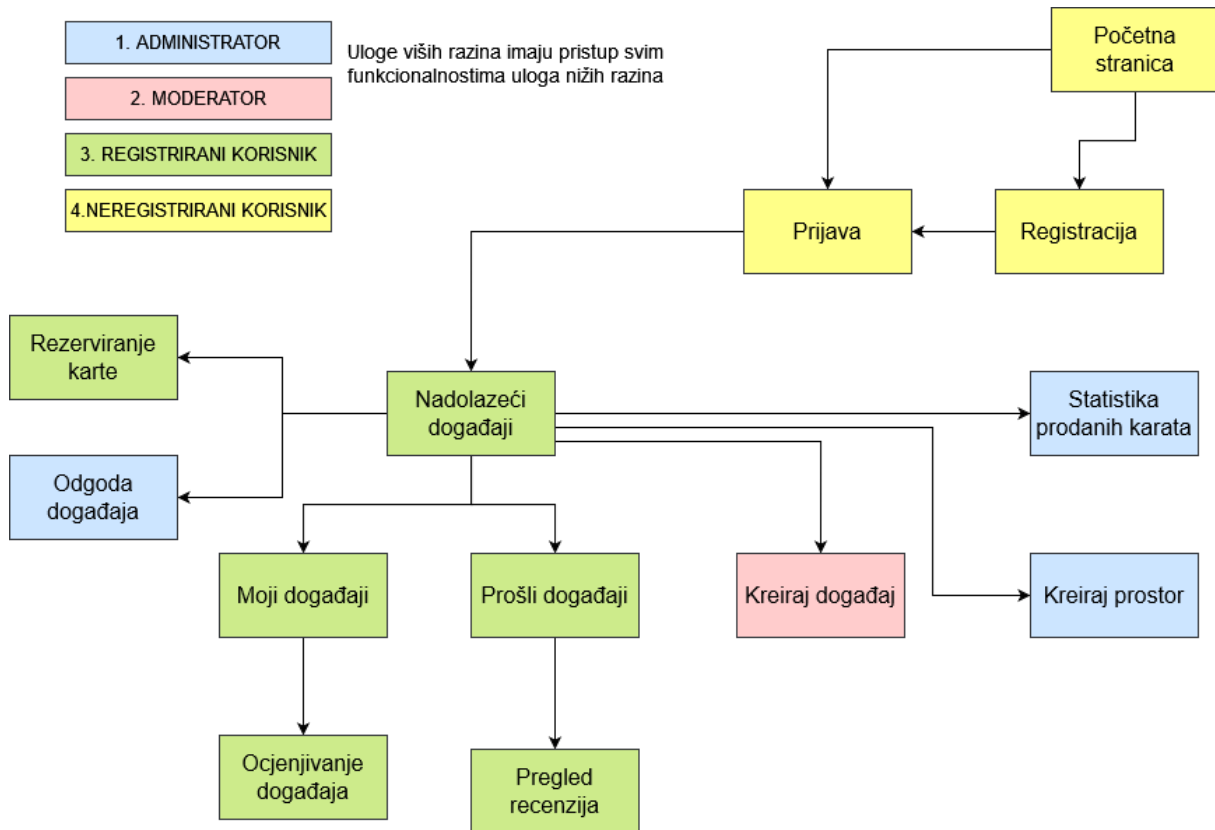 1. ADMINISTRATOR
2. MODERATOR
3. REGISTRIRANI KORISNIK
4.NEREGISTRIRANI KORISNIK
Uloge viših razina imaju pristup svim
funkcionalnostima uloga nižih razina
Početna
stranica
Prijava
Registracija
Rezerviranje
karte
Nadolazeći
događaji
Statistika
prodanih karata
Odgoda
događaja
Moji događaji
Prošli događaji
Kreiraj događaj
Kreiraj prostor
Ocjenjivanje
događaja
Pregled
recenzija